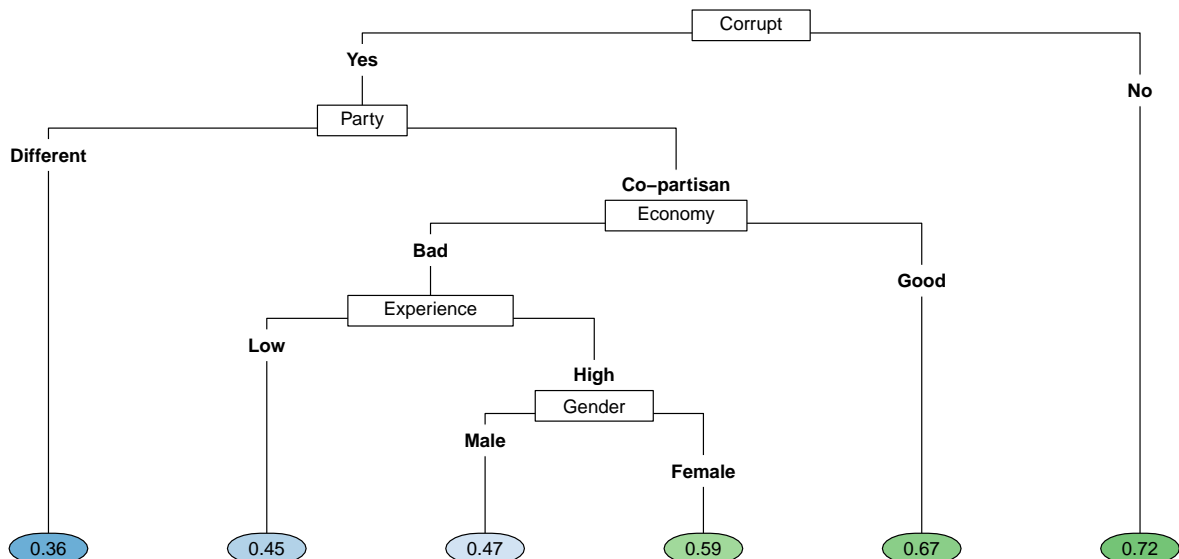 Corrupt
Yes
No
Party
Different
Co−partisan
Economy
Bad
Good
Experience
Low
High
Gender
Male
Female
0.36
0.45
0.47
0.59
0.67
0.72